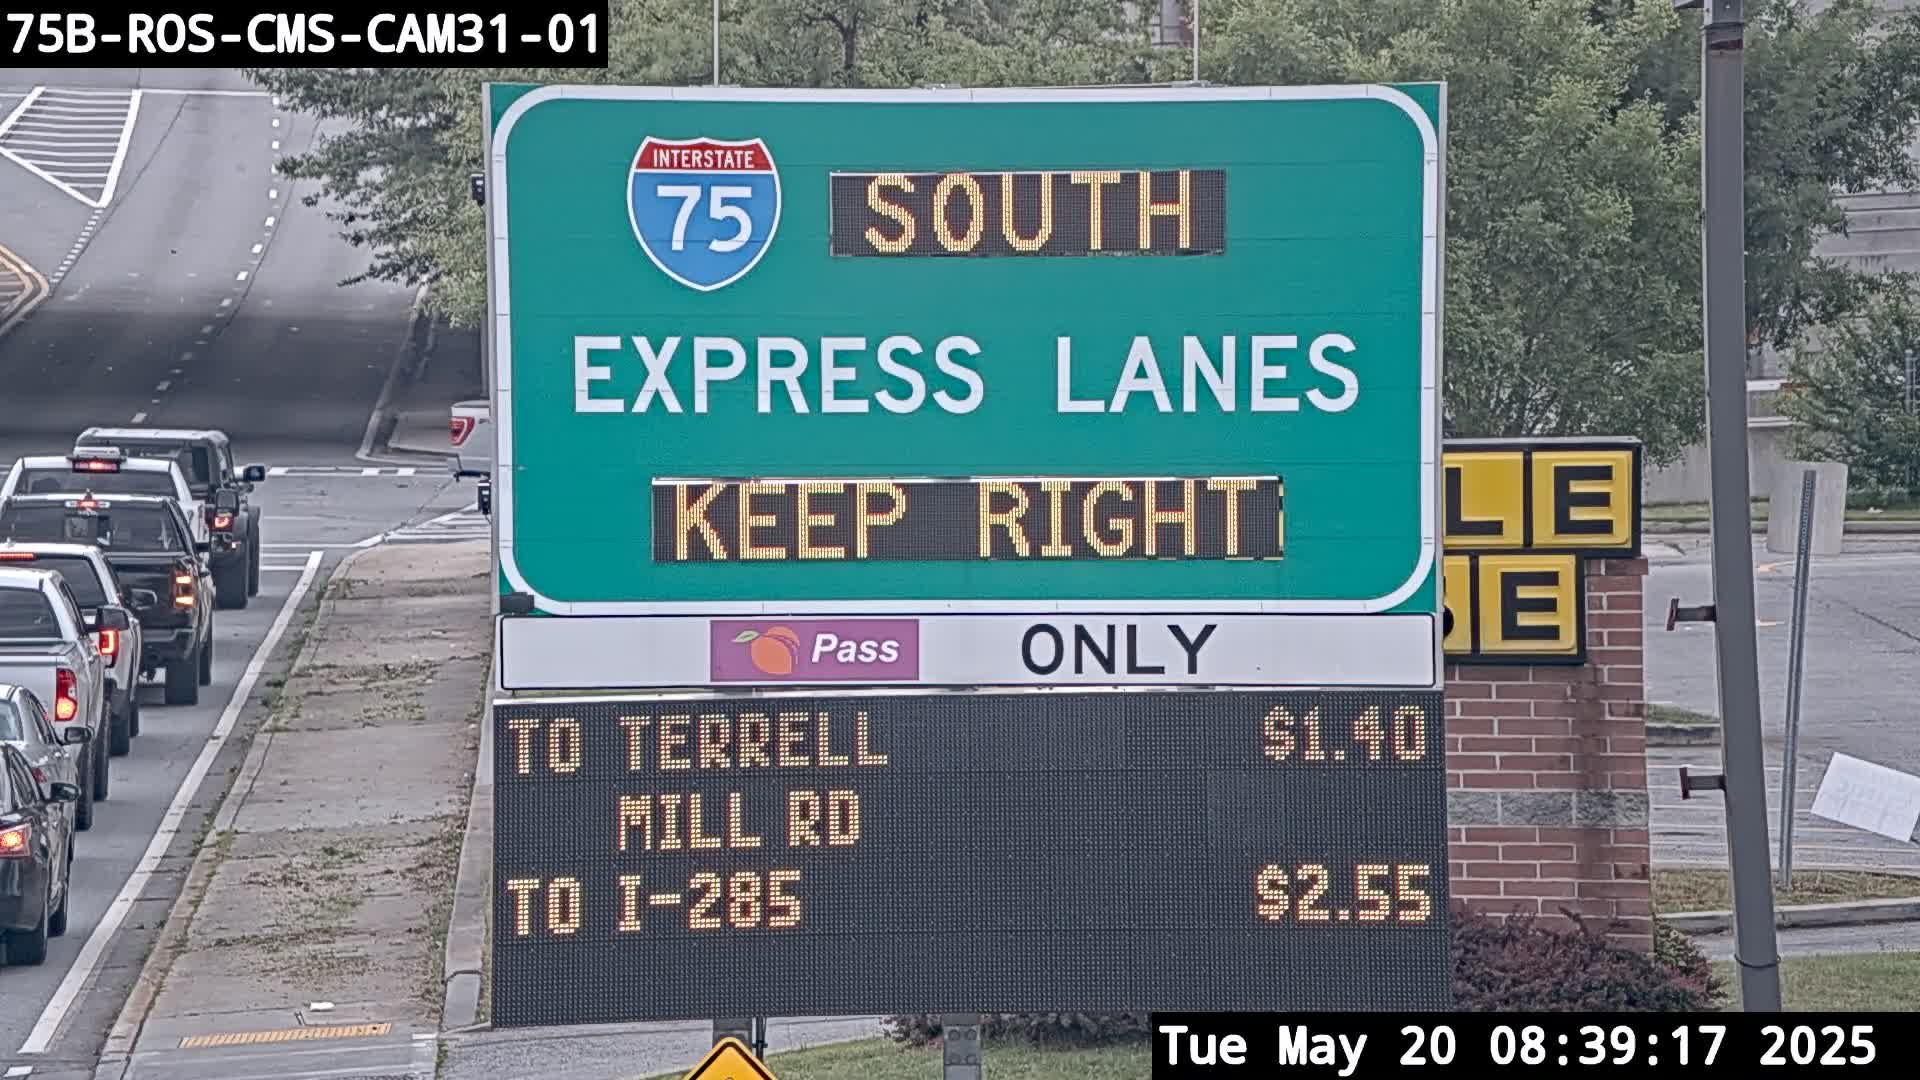 75B-ROS-CMS-CAM31-01
INTERSTATE
75
SOUTH
EXPRESS LANES
KEEP RIGHT
Pass ONLY
TO TERRELL $1.40
MILL RD
TO I-285 $2.55
LE
E
Tue May 20 08:39:17 2025